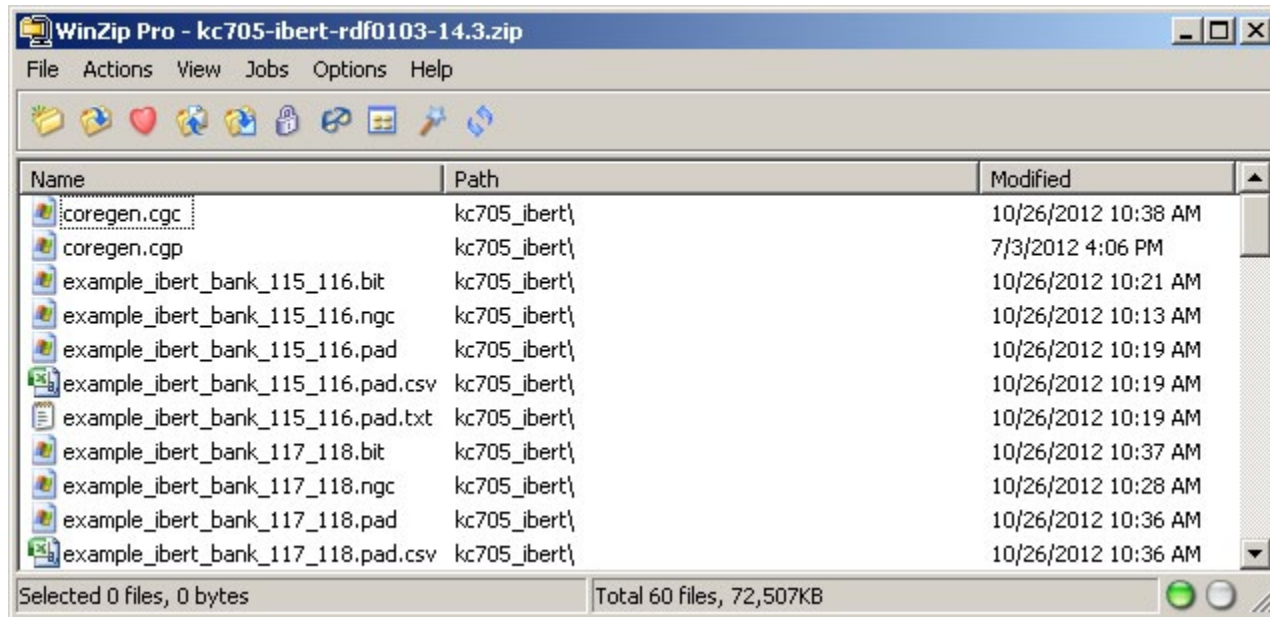 WinZip Pro - kc705-ibert-rdf0103-14.3.zip
File Actions View Jobs Options Help
Name Path Modified
coregen.cgc kc705_ibert\ 10/26/2012 10:38 AM
coregen.cgp kc705_ibert\ 7/3/2012 4:06 PM
example_ibert_bank_115_116.bit kc705_ibert\ 10/26/2012 10:21 AM
example_ibert_bank_115_116.ngc kc705_ibert\ 10/26/2012 10:13 AM
example_ibert_bank_115_116.pad kc705_ibert\ 10/26/2012 10:19 AM
example_ibert_bank_115_116.pad.csv kc705_ibert\ 10/26/2012 10:19 AM
example_ibert_bank_115_116.pad.txt kc705_ibert\ 10/26/2012 10:19 AM
example_ibert_bank_117_118.bit kc705_ibert\ 10/26/2012 10:37 AM
example_ibert_bank_117_118.ngc kc705_ibert\ 10/26/2012 10:28 AM
example_ibert_bank_117_118.pad kc705_ibert\ 10/26/2012 10:36 AM
example_ibert_bank_117_118.pad.csv kc705_ibert\ 10/26/2012 10:36 AM
Selected 0 files, 0 bytes Total 60 files, 72,507KB